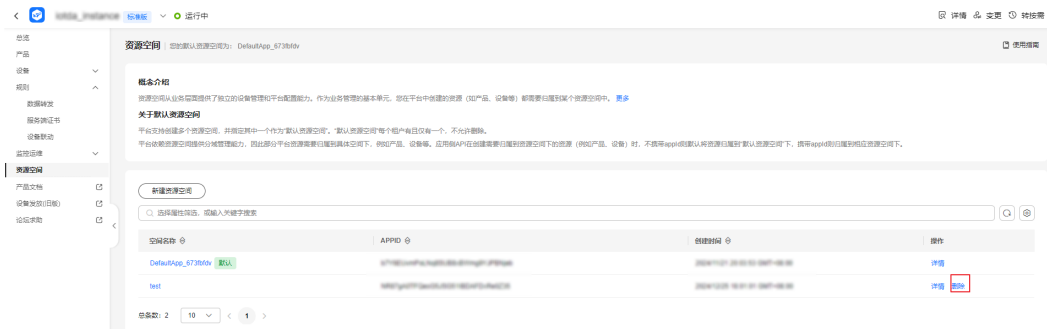 标准版 运行中 详情 变更 转按需
总览
产品
设备
规则
数据转发
服务端证书
设备联动
监控运维
资源空间
产品文档
设备发放(旧版)
论坛求助
资源空间 您的默认资源空间为: DefaultApp_673fbfdv 使用指南
概念介绍
资源空间从业务层面提供了独立的设备管理和平台配置能力。作为业务管理的基本单元，您在平台中创建的资源（如产品、设备等）都需要归属到某个资源空间中。 更多
关于默认资源空间
平台支持创建多个资源空间，并指定其中一个作为"默认资源空间"。"默认资源空间"每个租户有且仅有一个，不允许删除。
平台依赖资源空间提供分域管理能力，因此部分平台资源需要归属到具体空间下，例如产品、设备等。应用侧API在创建需要归属到资源空间下的资源（例如产品、设备）时，不携带appId则默认将资源归属到"默认资源空间"下，携带appid则归属到相应资源空间下。
新建资源空间
选择属性筛选，或输入关键字搜索
空间名称 APPID 创建时间 操作
DefaultApp_673fbfdv 默认 详情
test 详情 删除
总条数: 2 10 1